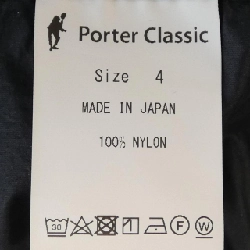 Porter Classic
Size 4
MADE IN JAPAN
100% NYLON